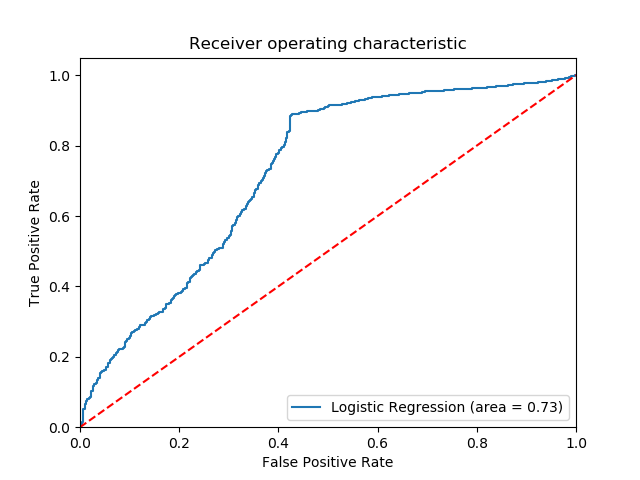 Receiver operating characteristic
1.0
0.8
0.6
0.4
0.2
0.0
True Positive Rate
Logistic Regression (area = 0.73)
0.0 0.2 0.4 0.6 0.8 1.0
False Positive Rate